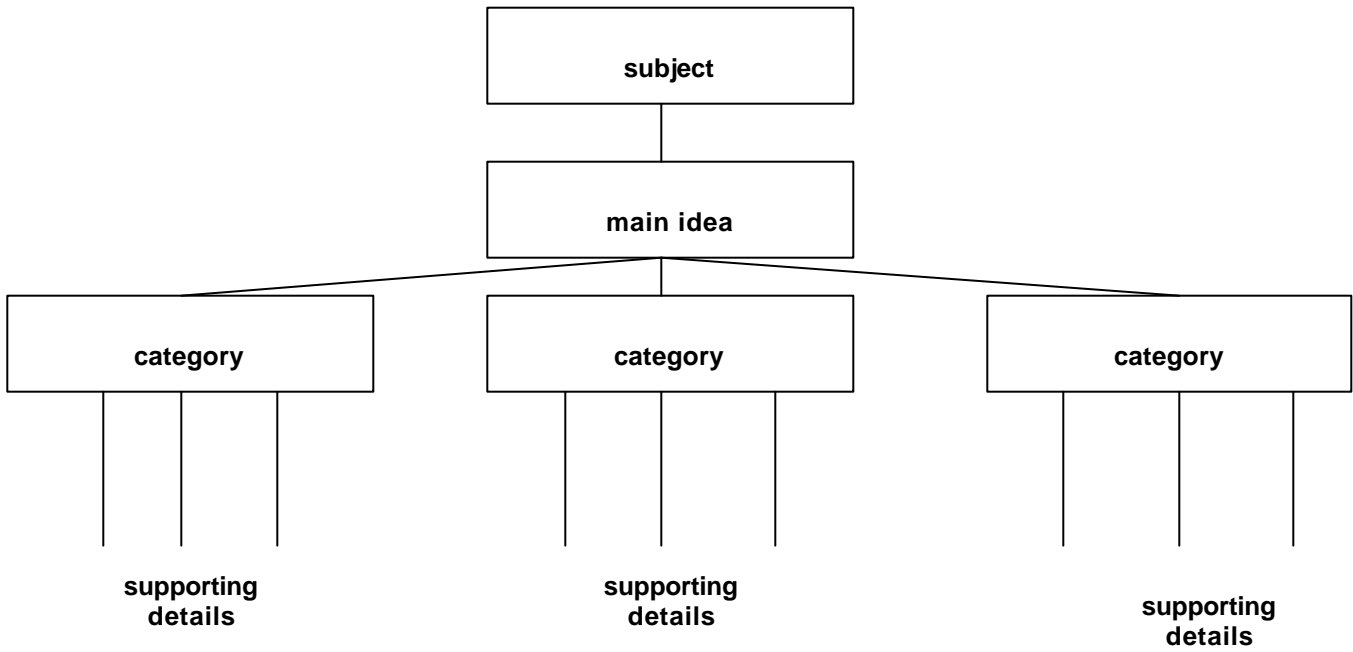 subject
main idea
category
category
category
supporting
details
supporting
details
supporting
details